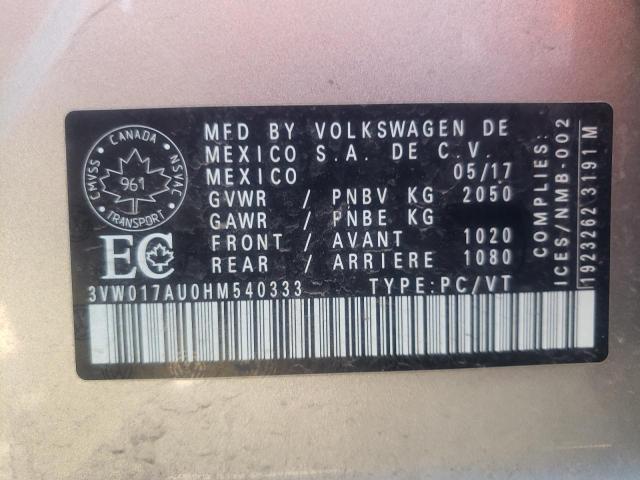 CMVSS CANADA NSVAC
961
TRANSPORT
EC
MFD BY VOLKSWAGEN DE
MEXICO S.A. DE C.V.
MEXICO 05/17
GVWR / PNBV KG 2050
GAWR / PNBE KG
FRONT / AVANT 1020
REAR / ARRIERE 1080
3VW017AU0HM540333 TYPE:PC/VT
COMPLIES:
ICES/NMB-002
1923262 3191 M